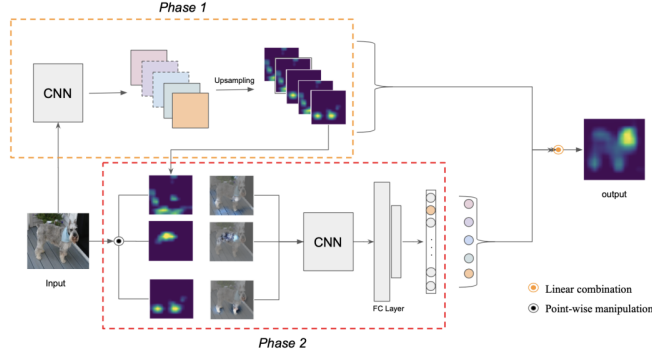 Phase 1
CNN
Upsampling
Input
CNN
FC Layer
output
Linear combination
Point-wise manipulation
Phase 2